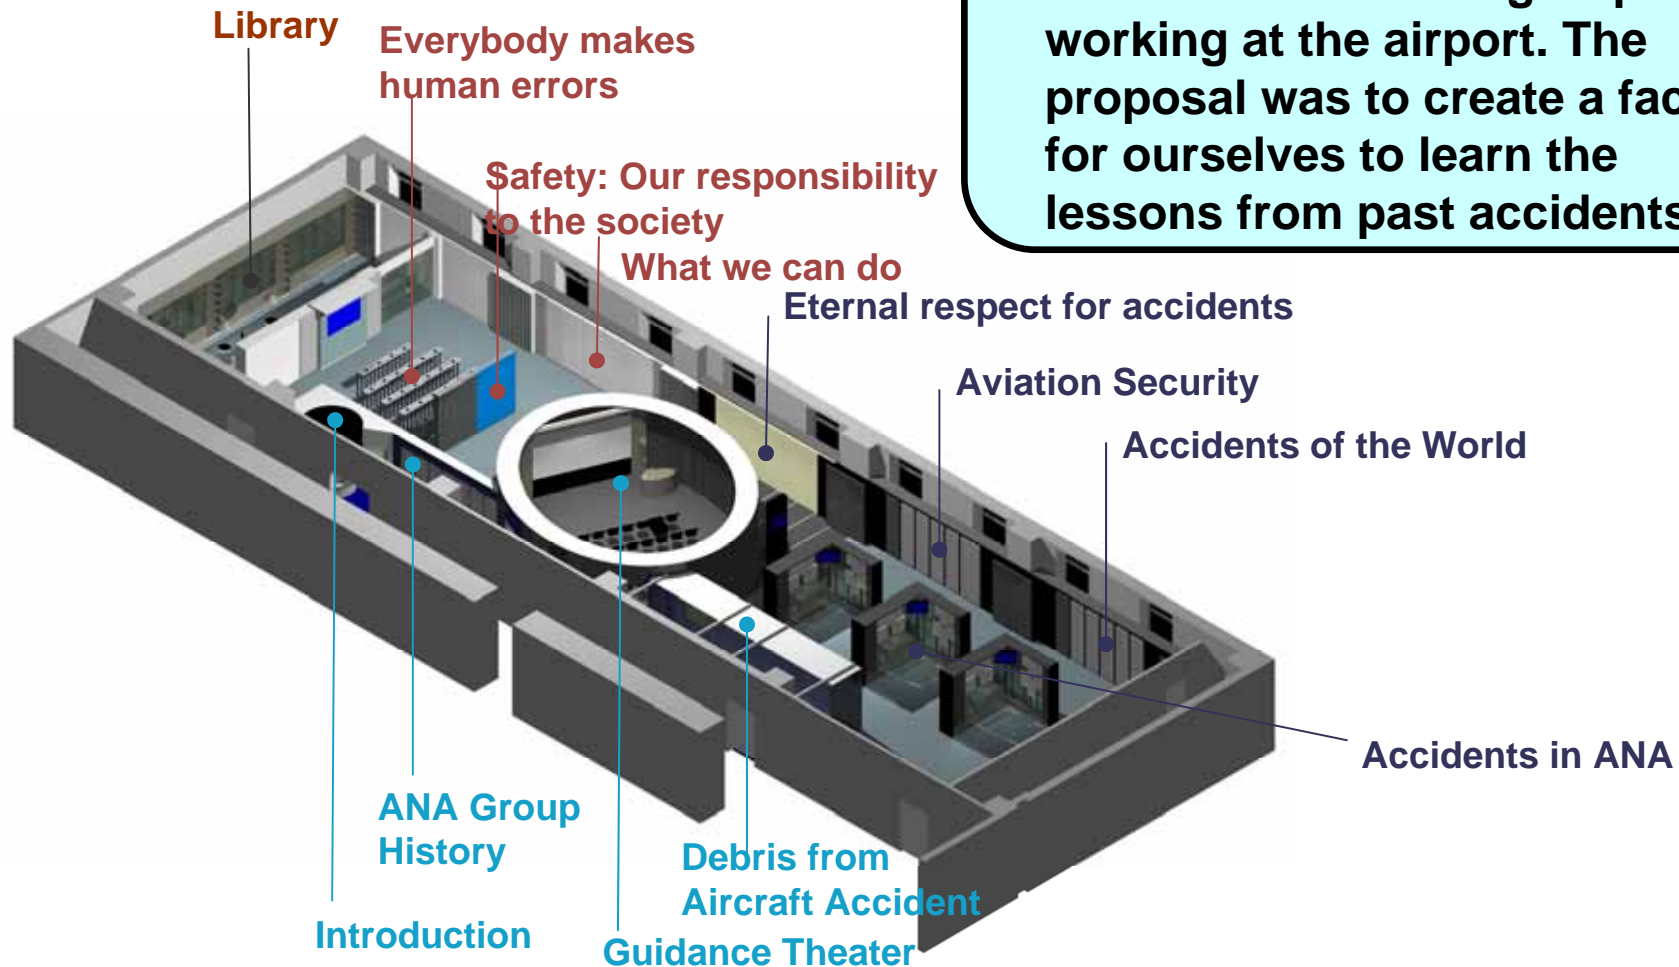 Library
Everybody makes
human errors
working at the airport. The
proposal was to create a
for ourselves to learn the
lessons from past accidents
Safety: Our responsibility
to the society
What we can do
Eternal respect for accidents
Aviation Security
Accidents of the World
Accidents in ANA
ANA Group
History
Debris from
Aircraft Accident
Introduction
Guidance Theater